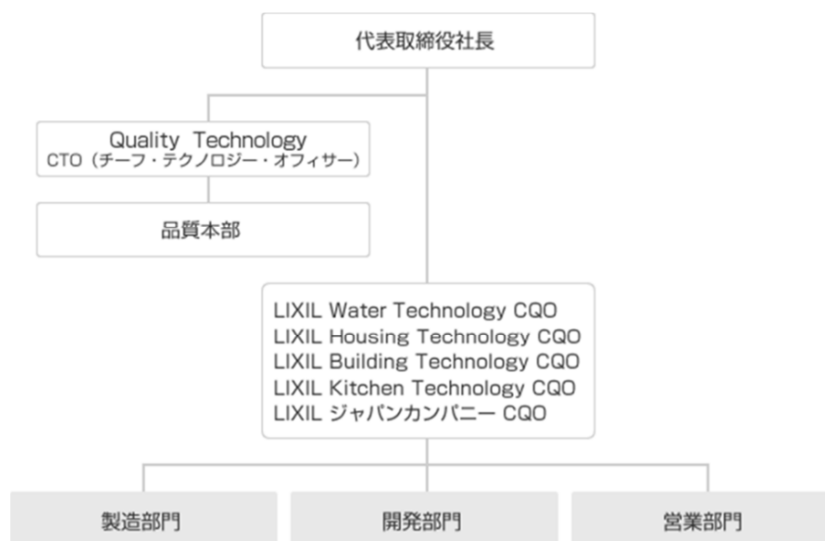 代表取締役社長
Quality Technology
CTO（チーフ・テクノロジー・オフィサー）
品質本部
LIXIL Water Technology CQO
LIXIL Housing Technology CQO
LIXIL Building Technology CQO
LIXIL Kitchen Technology CQO
LIXIL ジャパンカンパニー CQO
製造部門
開発部門
営業部門